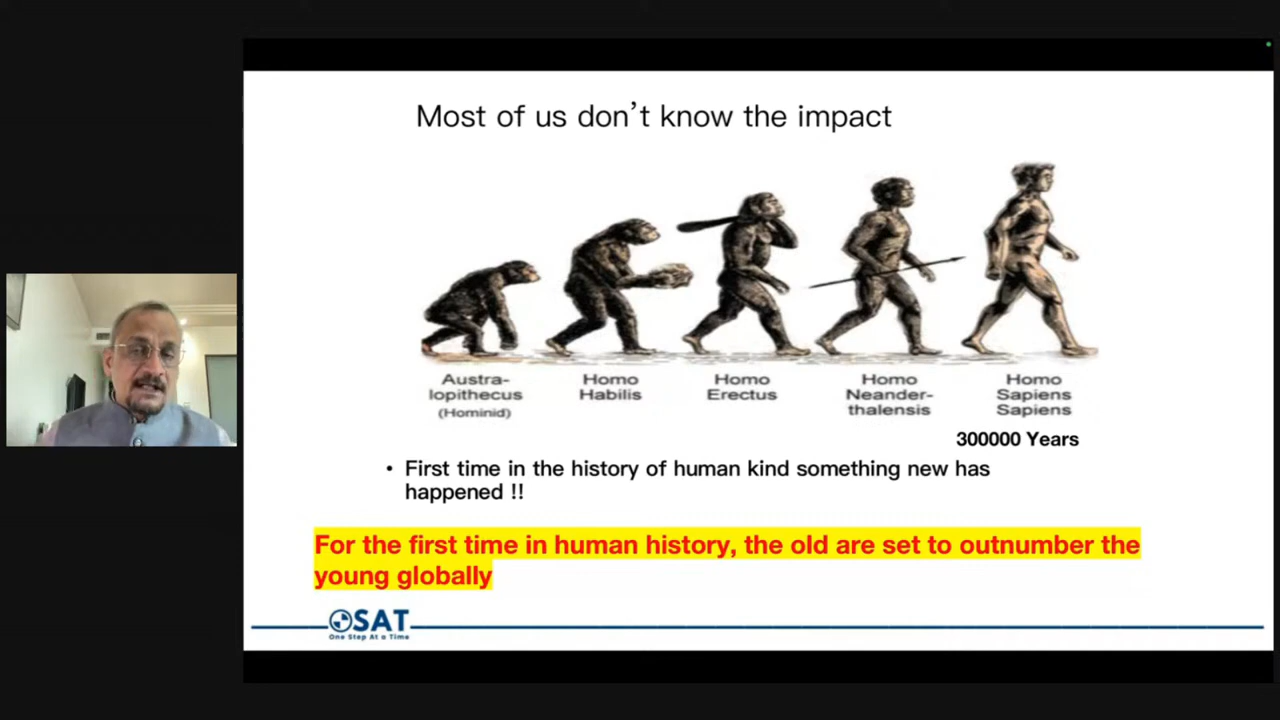 Most of us don’t know the impact
Austra-
lopithecus
(Hominid)
Homo
Habilis
Homo
Erectus
Homo
Neander-
thalensis
Homo
Sapiens
Sapiens
300000 Years
• First time in the history of human kind something new has
happened !!
For the first time in human history, the old are set to outnumber the
young globally
OSAT
One Step At a Time